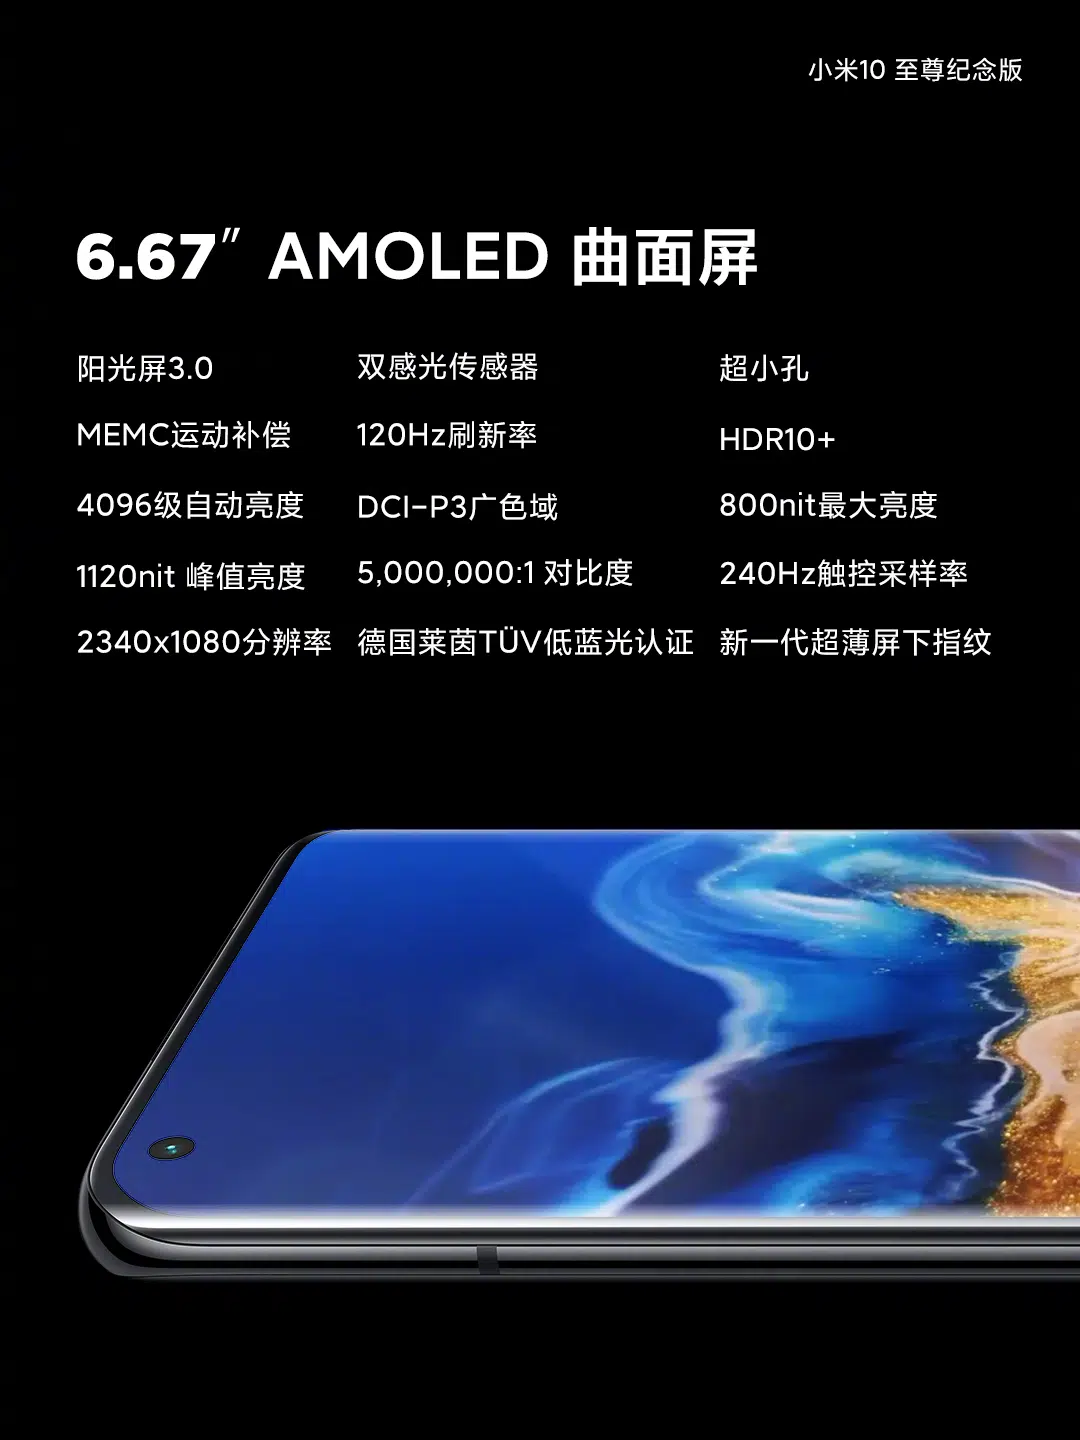 小米10 至尊纪念版
6.67″ AMOLED 曲面屏
阳光屏3.0 双感光传感器 超小孔
MEMC运动补偿 120Hz刷新率 HDR10+
4096级自动亮度 DCI-P3广色域 800nit最大亮度
1120nit 峰值亮度 5,000,000:1 对比度 240Hz触控采样率
2340x1080分辨率 德国莱茵TÜV低蓝光认证 新一代超薄屏下指纹